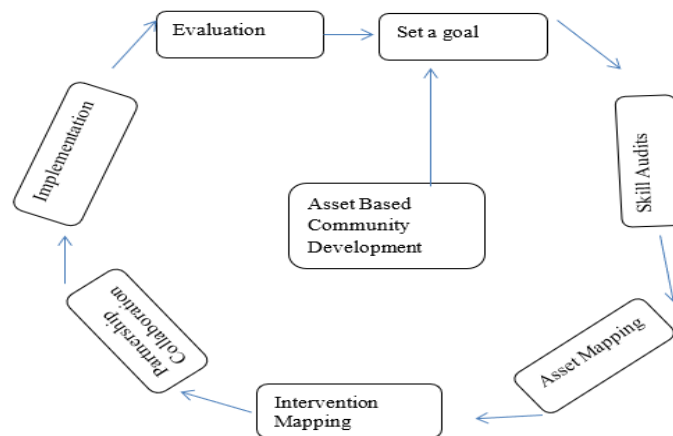 Evaluation
Set a goal
Skill Audits
Asset Mapping
Intervention
Mapping
Partnership
Collaboration
Implementation
Asset Based
Community
Development